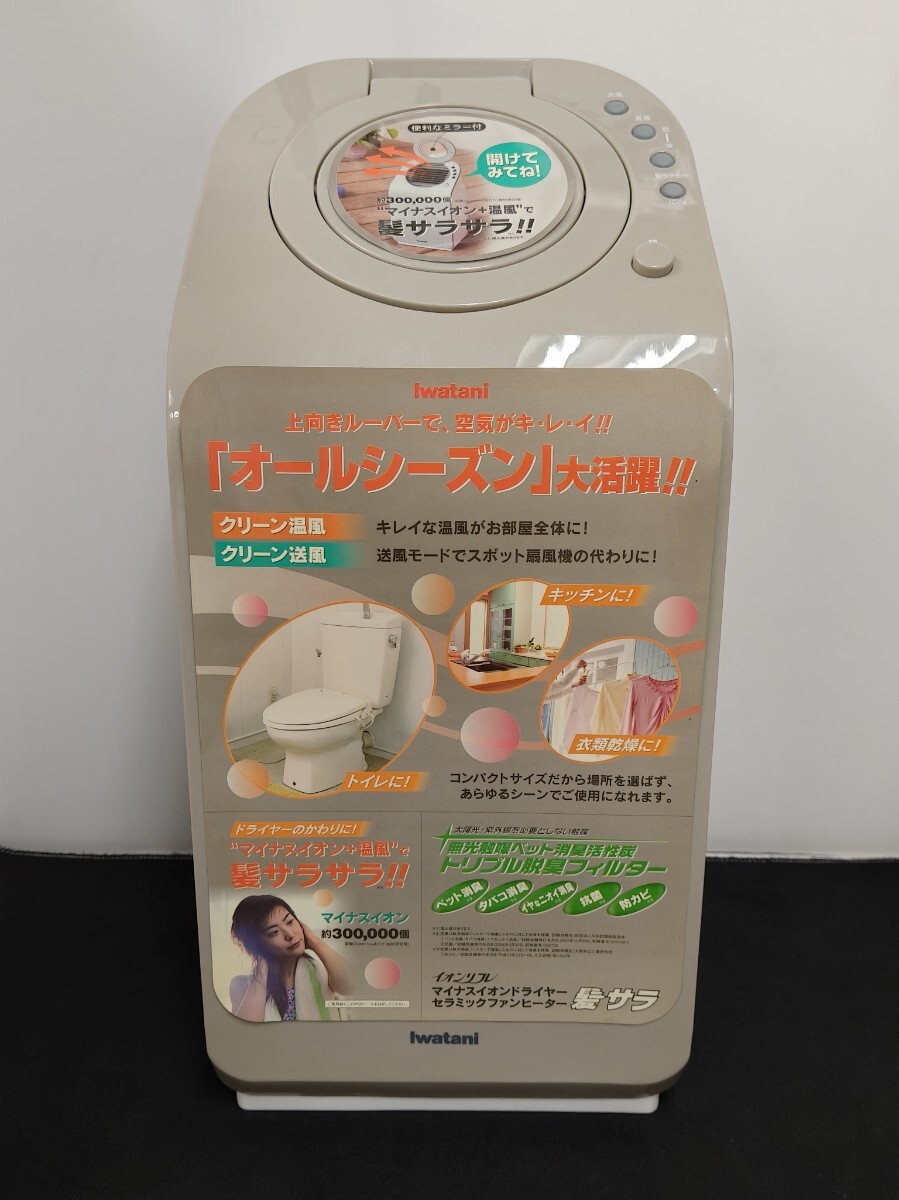 便利なミラー付
開けて
みてね!
約300,000個
"マイナスイオン+温風"で
髪サラサラ!!
Iwatani
上向きルーバーで、空気がキ・レ・イ!!
「オールシーズン」大活躍!!
クリーン温風 キレイな温風がお部屋全体に!
クリーン送風 送風モードでスポット扇風機の代わりに!
キッチンに!
衣類乾燥に!
トイレに!
コンパクトサイズだから場所を選ばず、
あらゆるシーンでご使用になれます。
ドライヤーのかわりに!
"マイナスイオン+温風"で
髪サラサラ!!
マイナスイオン
約300,000個
太陽光・紫外線を必要としない触媒
無光触媒ペット消臭活性炭
トリプル脱臭フィルター
ペット消臭
タバコ消臭
イヤなニオイ消臭
抗菌
防カビ
イオンリフレ
マイナスイオンドライヤー
セラミックファンヒーター 髪サラ
Iwatani